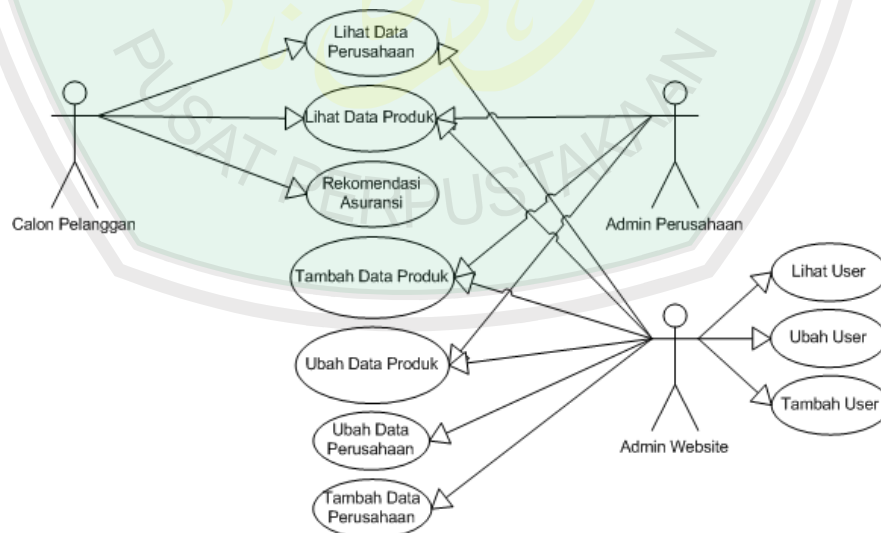 Lihat Data
Perusahaan
Lihat Data Produk
Rekomendasi
Asuransi
Calon Pelanggan
Admin Perusahaan
Tambah Data Produk
Lihat User
Ubah Data Produk
Ubah User
Tambah User
Ubah Data
Perusahaan
Admin Website
Tambah Data
Perusahaan
PUSAT PERPUSTAKAAN